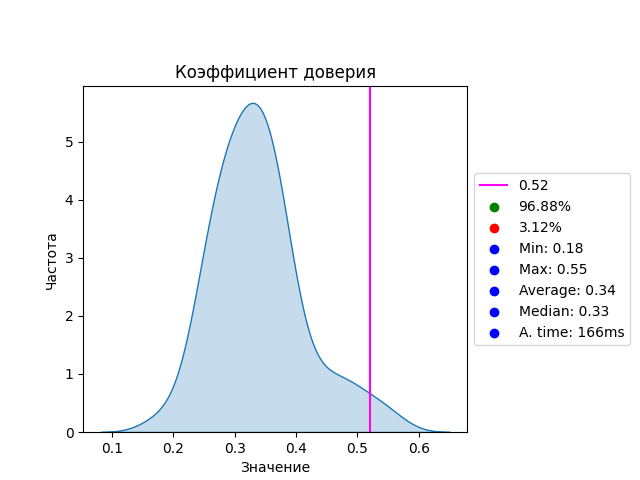 Коэффициент доверия
Частота
5
4
3
2
1
0
0.1 0.2 0.3 0.4 0.5 0.6
Значение
0.52
96.88%
3.12%
Min: 0.18
Max: 0.55
Average: 0.34
Median: 0.33
A. time: 166ms